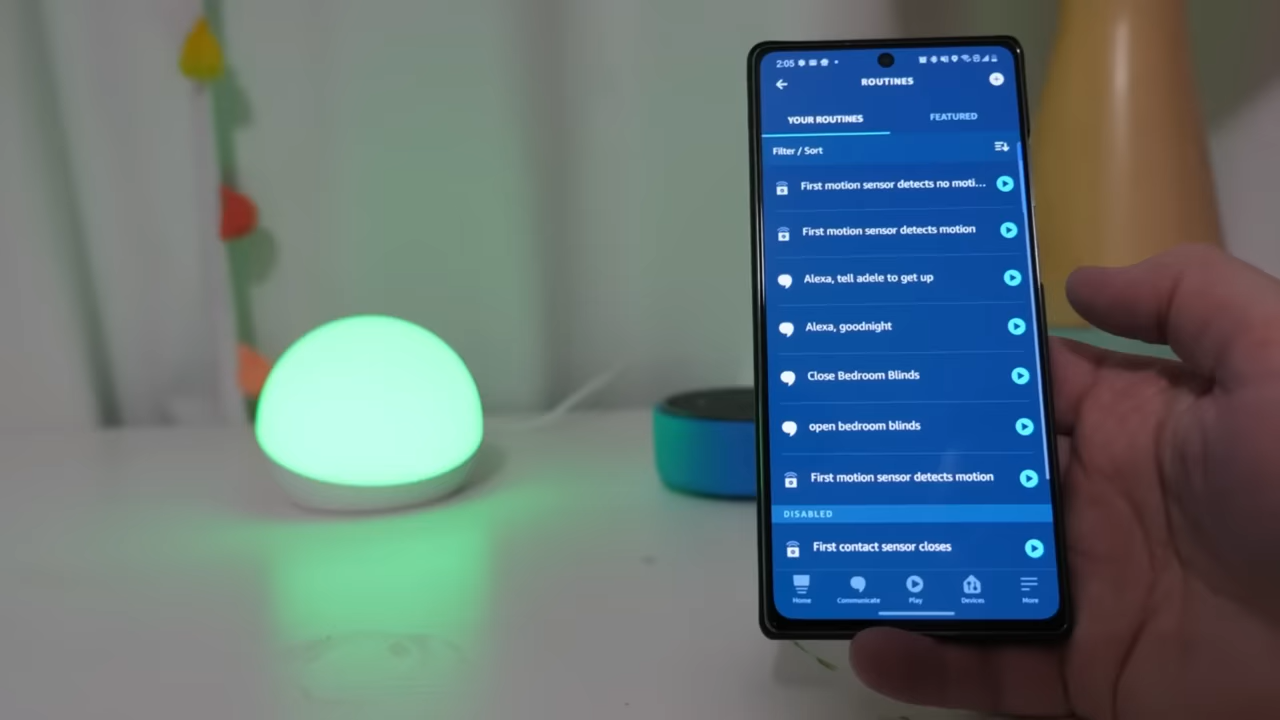 2:05
ROUTINES
YOUR ROUTINES
FEATURED
Filter / Sort
First motion sensor detects no moti...
First motion sensor detects motion
Alexa, tell adele to get up
Alexa, goodnight
Close Bedroom Blinds
open bedroom blinds
First motion sensor detects motion
DISABLED
First contact sensor closes
Home Communicate Play Devices More